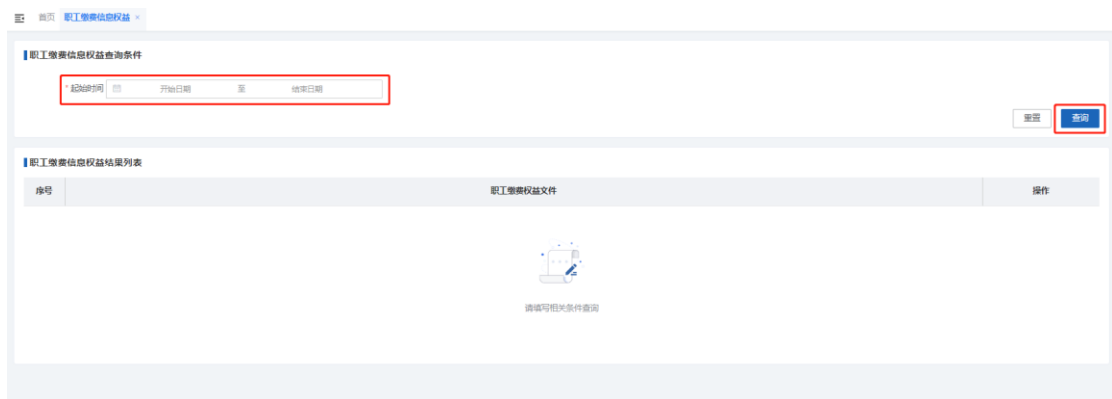 首页 职工缴费信息权益 ×
职工缴费信息权益查询条件
* 起始时间 开始日期 至 结束日期
重置 查询
职工缴费信息权益结果列表
序号 职工缴费权益文件 操作
请填写相关条件查询